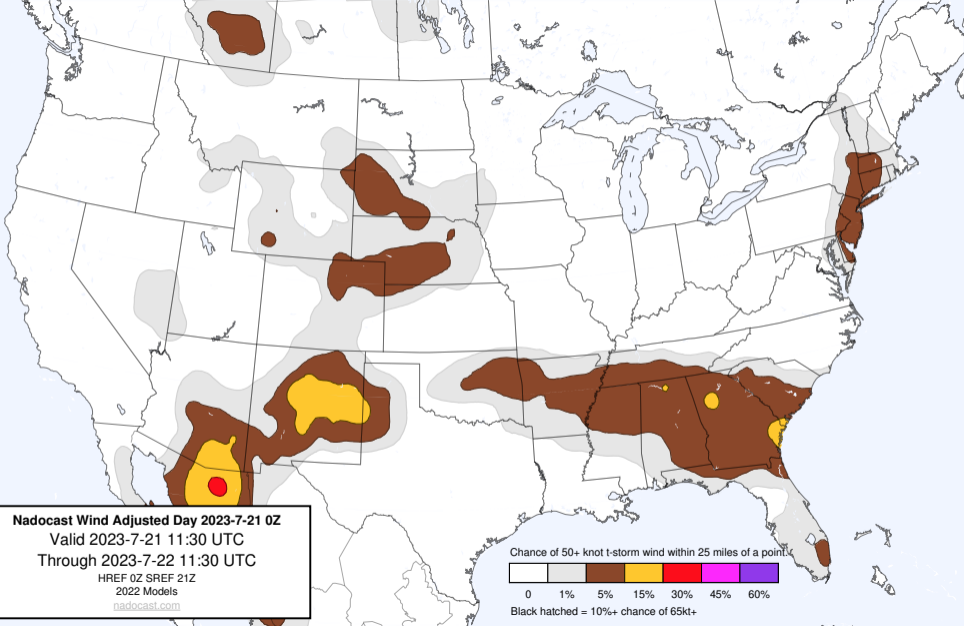 Nadocast Wind Adjusted Day 2023-7-21 0Z
Valid 2023-7-21 11:30 UTC
Through 2023-7-22 11:30 UTC
HREF 0Z SREF 21Z
2022 Models
nadocast.com
Chance of 50+ knot t-storm wind within 25 miles of a point.
0 1% 5% 15% 30% 45% 60%
Black hatched = 10%+ chance of 65kt+